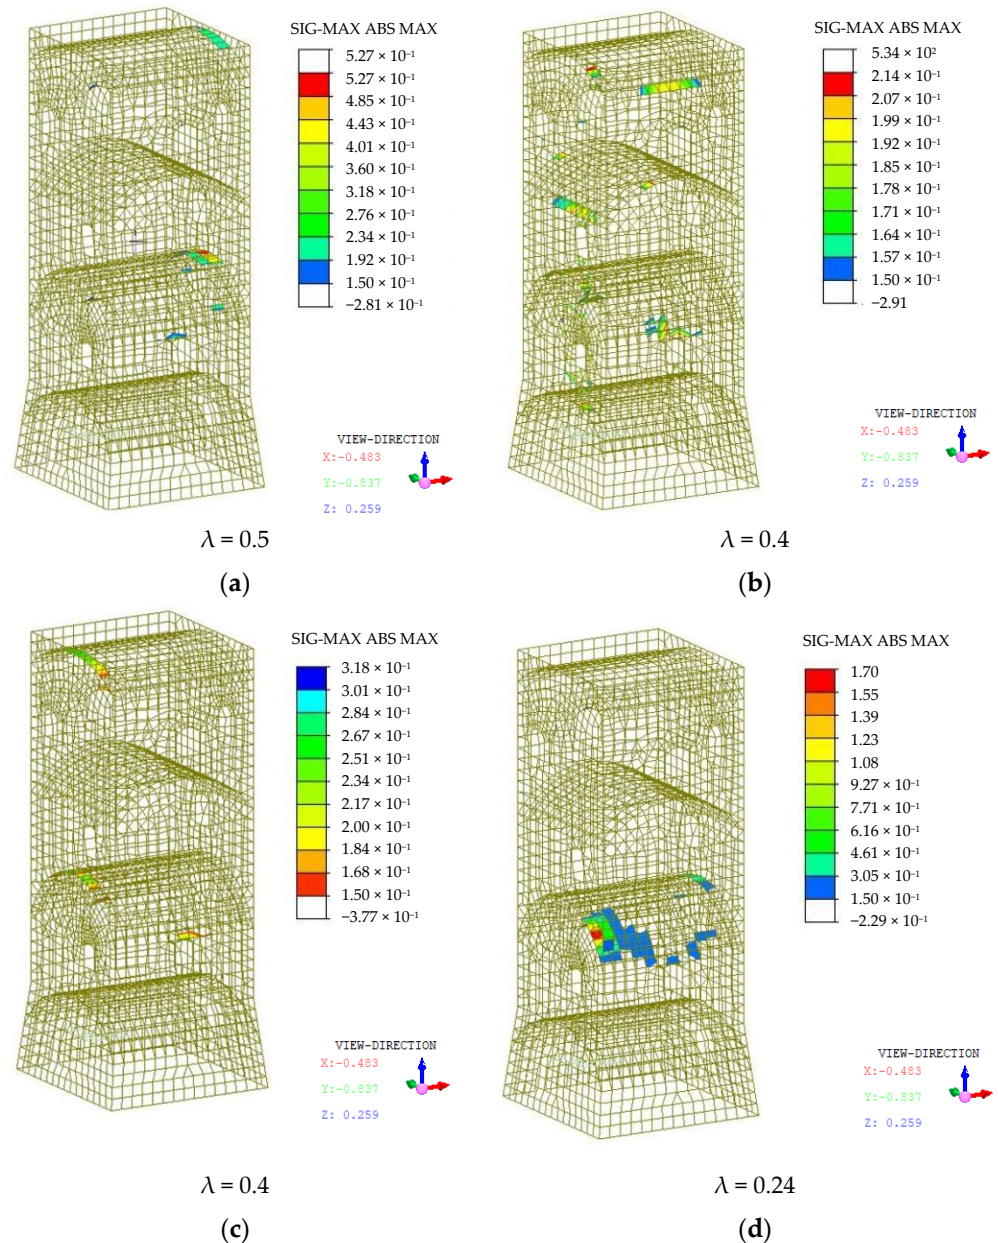 SIG-MAX ABS MAX
5.27 × 10⁻¹
5.27 × 10⁻¹
4.85 × 10⁻¹
4.43 × 10⁻¹
4.01 × 10⁻¹
3.60 × 10⁻¹
3.18 × 10⁻¹
2.76 × 10⁻¹
2.34 × 10⁻¹
1.92 × 10⁻¹
1.50 × 10⁻¹
−2.81 × 10⁻¹
VIEW-DIRECTION
X:-0.483
Y:-0.837
Z: 0.259
λ = 0.5
(a)
SIG-MAX ABS MAX
5.34 × 10²
2.14 × 10⁻¹
2.07 × 10⁻¹
1.99 × 10⁻¹
1.92 × 10⁻¹
1.85 × 10⁻¹
1.78 × 10⁻¹
1.71 × 10⁻¹
1.64 × 10⁻¹
1.57 × 10⁻¹
1.50 × 10⁻¹
−2.91
VIEW-DIRECTION
X:-0.483
Y:-0.837
Z: 0.259
λ = 0.4
(b)
SIG-MAX ABS MAX
3.18 × 10⁻¹
3.01 × 10⁻¹
2.84 × 10⁻¹
2.67 × 10⁻¹
2.51 × 10⁻¹
2.34 × 10⁻¹
2.17 × 10⁻¹
2.00 × 10⁻¹
1.84 × 10⁻¹
1.68 × 10⁻¹
1.50 × 10⁻¹
−3.77 × 10⁻¹
VIEW-DIRECTION
X:-0.483
Y:-0.837
Z: 0.259
λ = 0.4
(c)
SIG-MAX ABS MAX
1.70
1.55
1.39
1.23
1.08
9.27 × 10⁻¹
7.71 × 10⁻¹
6.16 × 10⁻¹
4.61 × 10⁻¹
3.05 × 10⁻¹
1.50 × 10⁻¹
−2.29 × 10⁻¹
VIEW-DIRECTION
X:-0.483
Y:-0.837
Z: 0.259
λ = 0.24
(d)